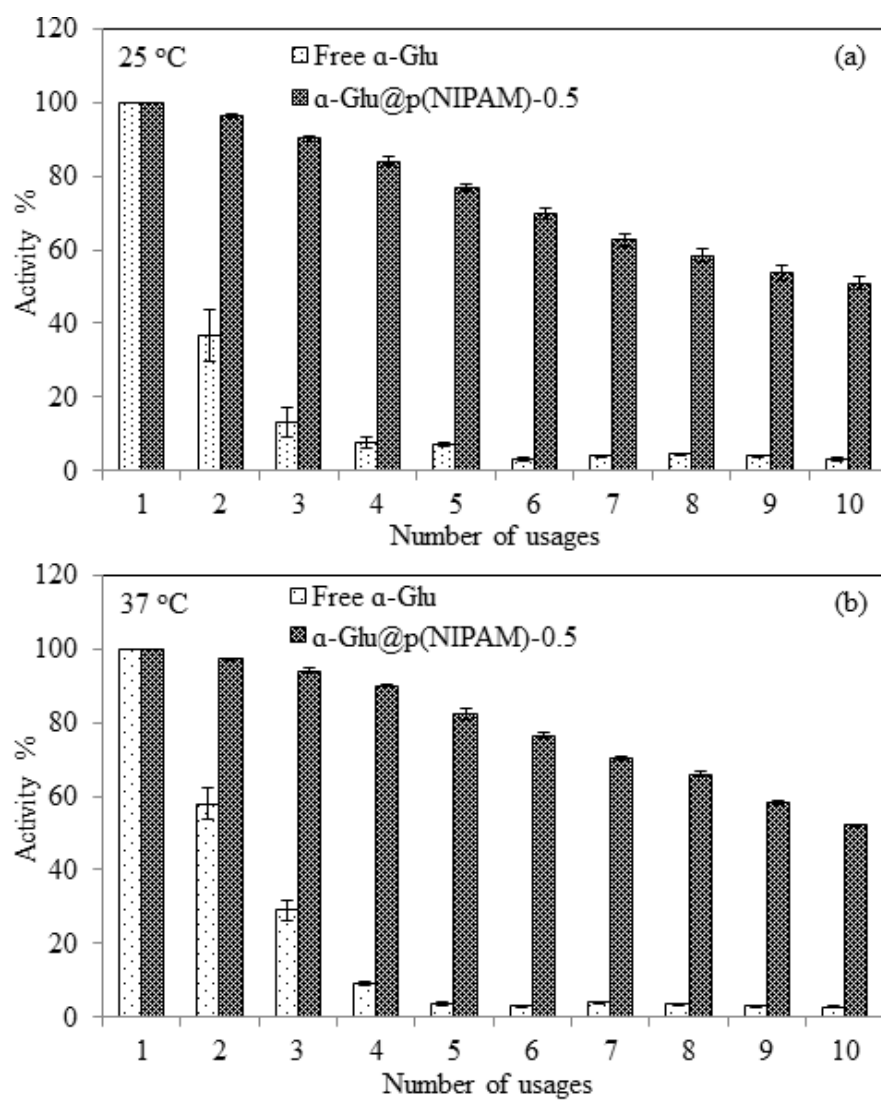 120
100
80
60
40
20
0
Activity %
25 °C
Free α-Glu
α-Glu@p(NIPAM)-0.5
(a)
1 2 3 4 5 6 7 8 9 10
Number of usages
120
100
80
60
40
20
0
Activity %
37 °C
Free α-Glu
α-Glu@p(NIPAM)-0.5
(b)
1 2 3 4 5 6 7 8 9 10
Number of usages